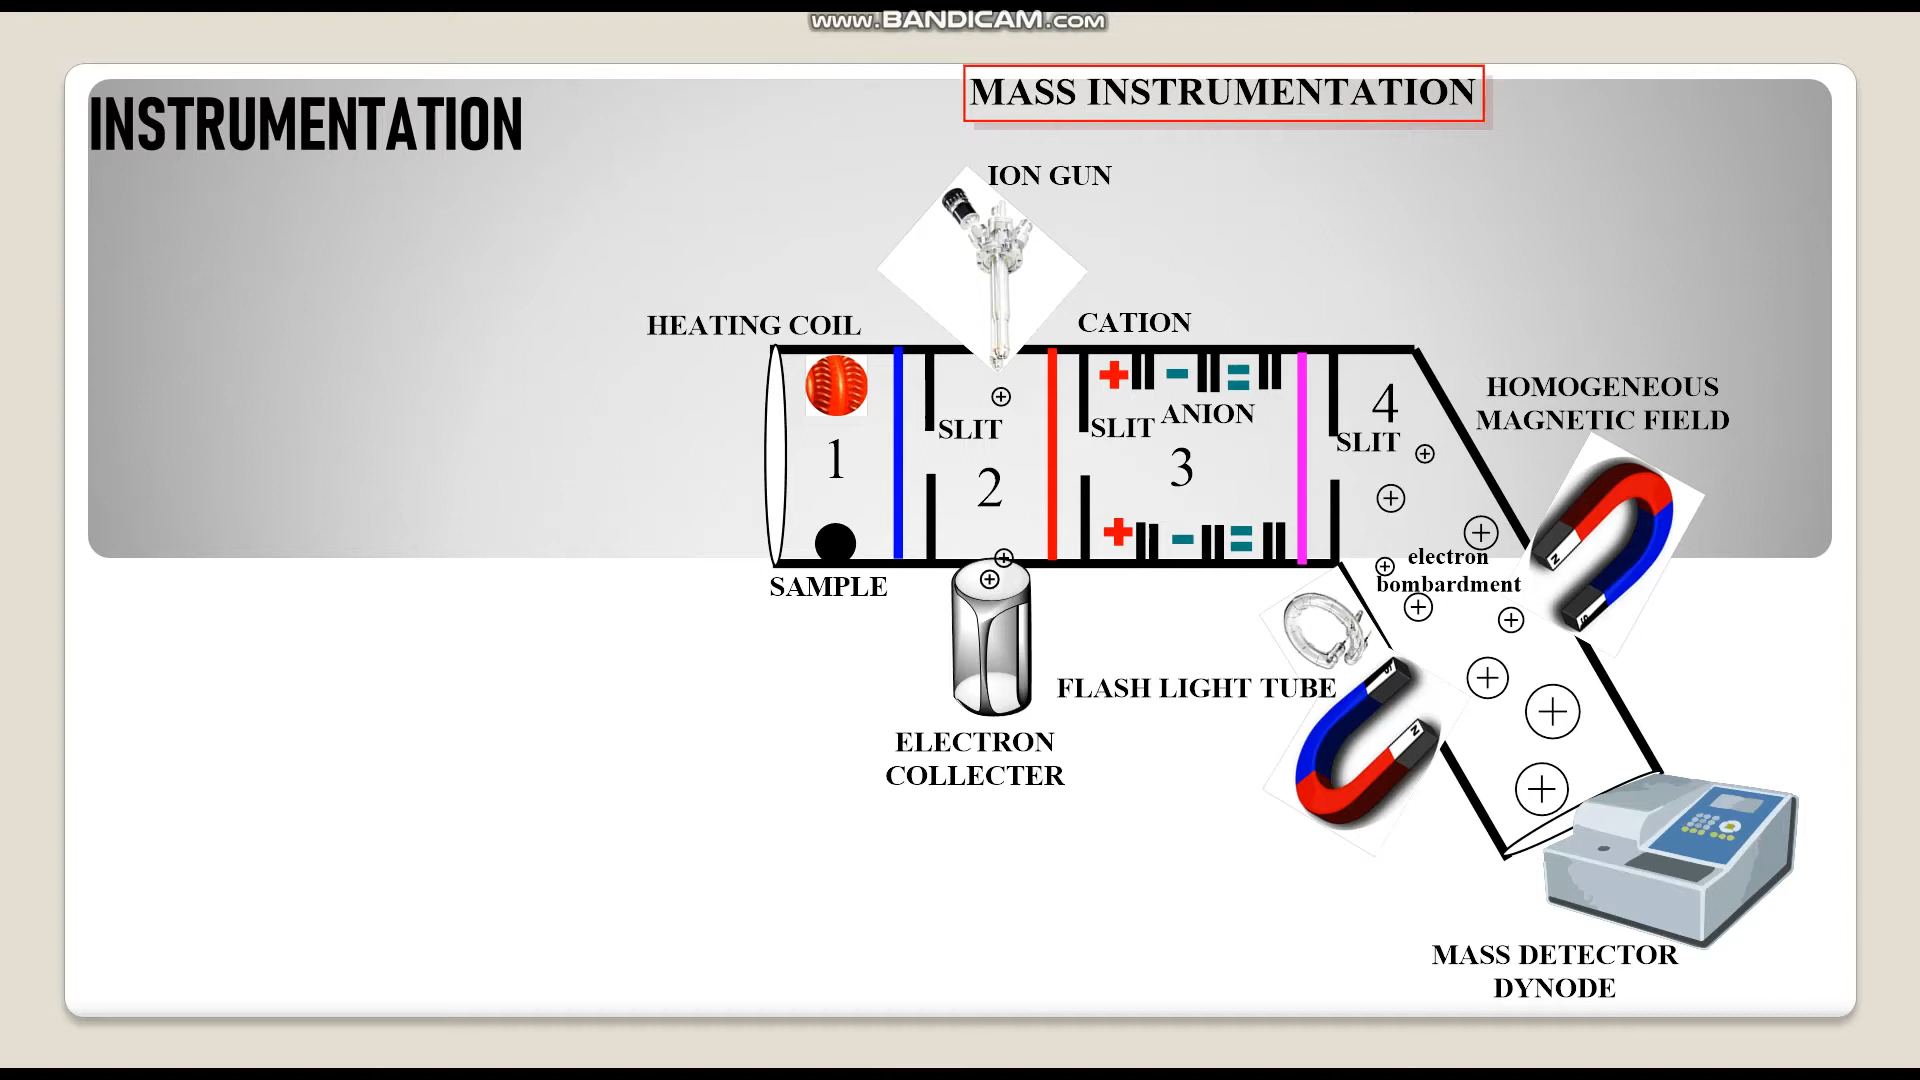 www.BANDICAM.com
MASS INSTRUMENTATION
INSTRUMENTATION
ION GUN
HEATING COIL
CATION
HOMOGENEOUS
MAGNETIC FIELD
4
ANION
SLIT
SLIT
SLIT
1
2
3
N
S
electron
bombardment
SAMPLE
FLASH LIGHT TUBE
S
N
ELECTRON
COLLECTER
MASS DETECTOR
DYNODE